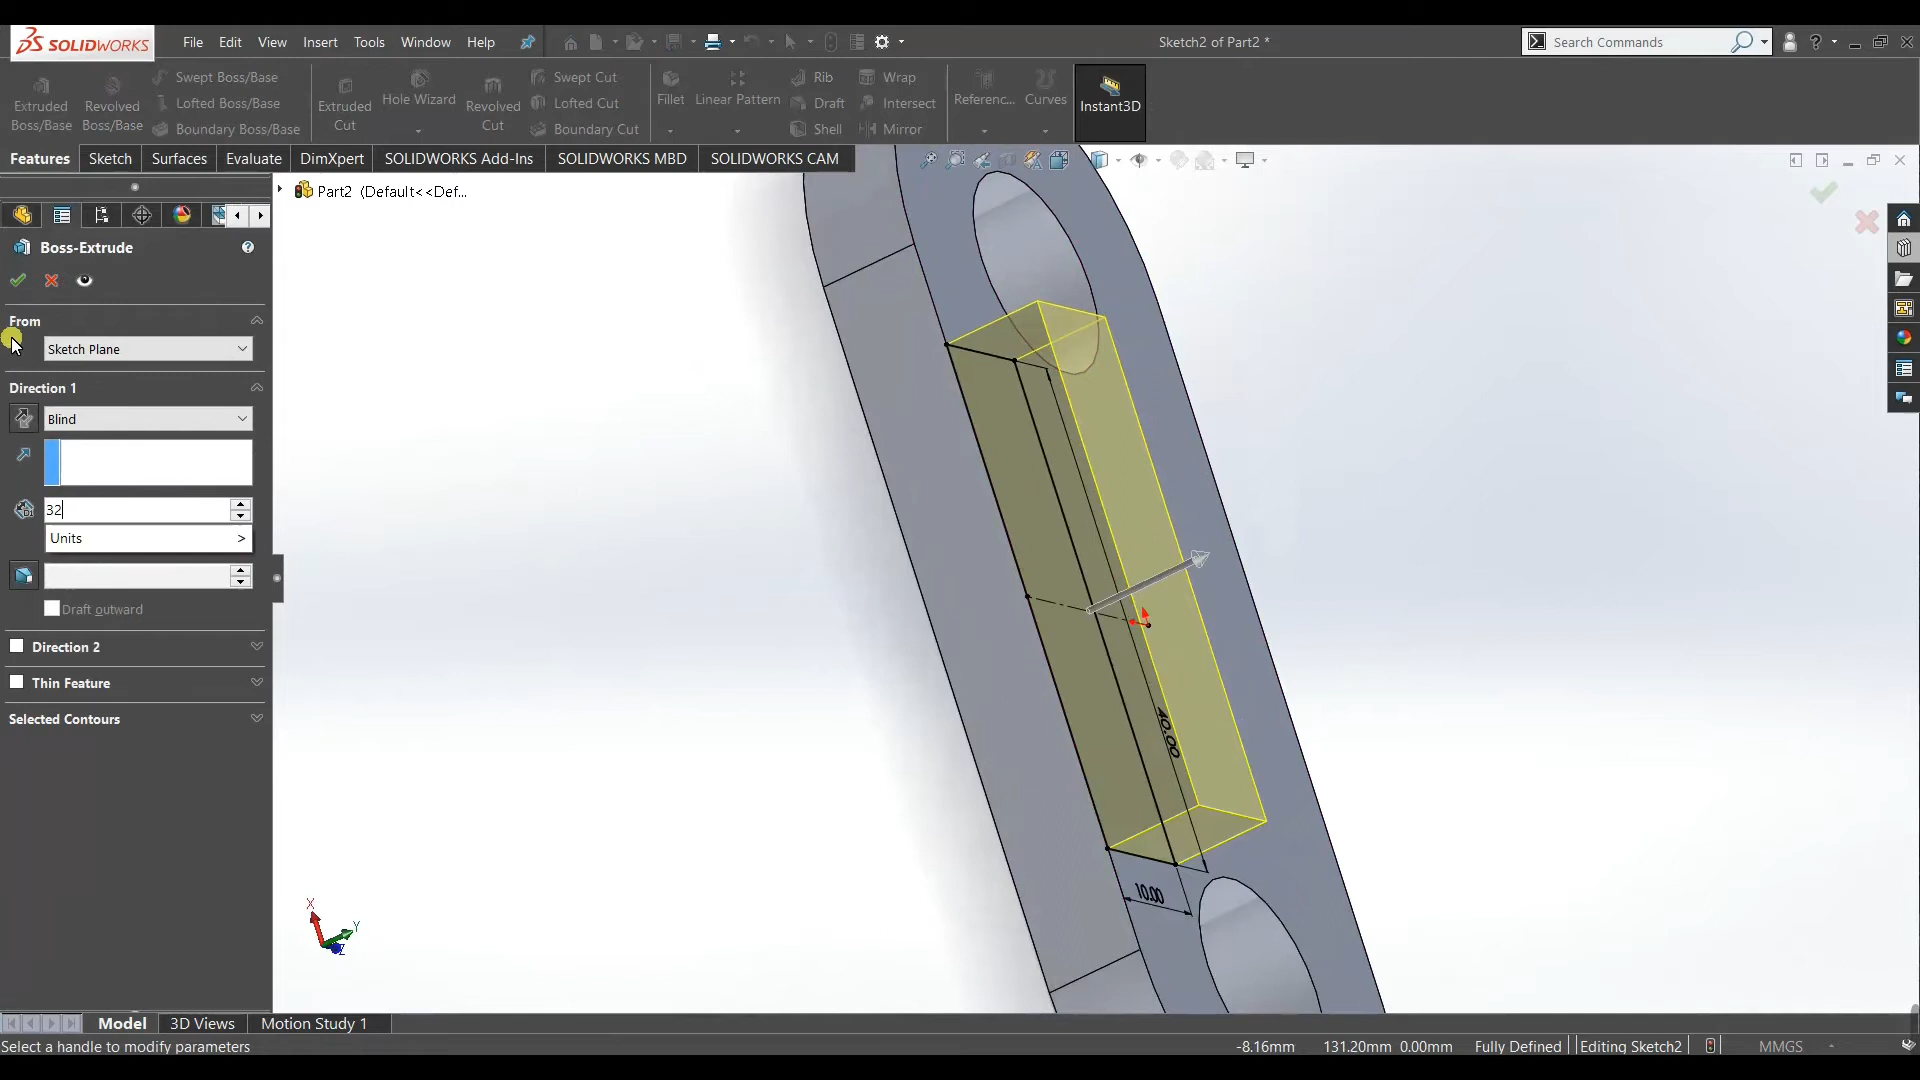 SOLIDWORKS File Edit View Insert Tools Window Help Sketch2 of Part2 * Search Commands ?
Extruded Boss/Base
Revolved Boss/Base
Swept Boss/Base
Lofted Boss/Base
Boundary Boss/Base
Extruded Cut
Hole Wizard
Revolved Cut
Swept Cut
Lofted Cut
Boundary Cut
Fillet
Linear Pattern
Rib
Draft
Shell
Wrap
Intersect
Mirror
Referenc...
Curves
Instant3D
Features Sketch Surfaces Evaluate DimXpert SOLIDWORKS Add-Ins SOLIDWORKS MBD SOLIDWORKS CAM
Part2 (Default<<Def...
Boss-Extrude ?
From
Sketch Plane
Direction 1
Blind
32
Units >
Draft outward
Direction 2
Thin Feature
Selected Contours
40.00
10.00
X
Y
Z
Model 3D Views Motion Study 1
Select a handle to modify parameters -8.16mm 131.20mm 0.00mm Fully Defined Editing Sketch2 MMGS